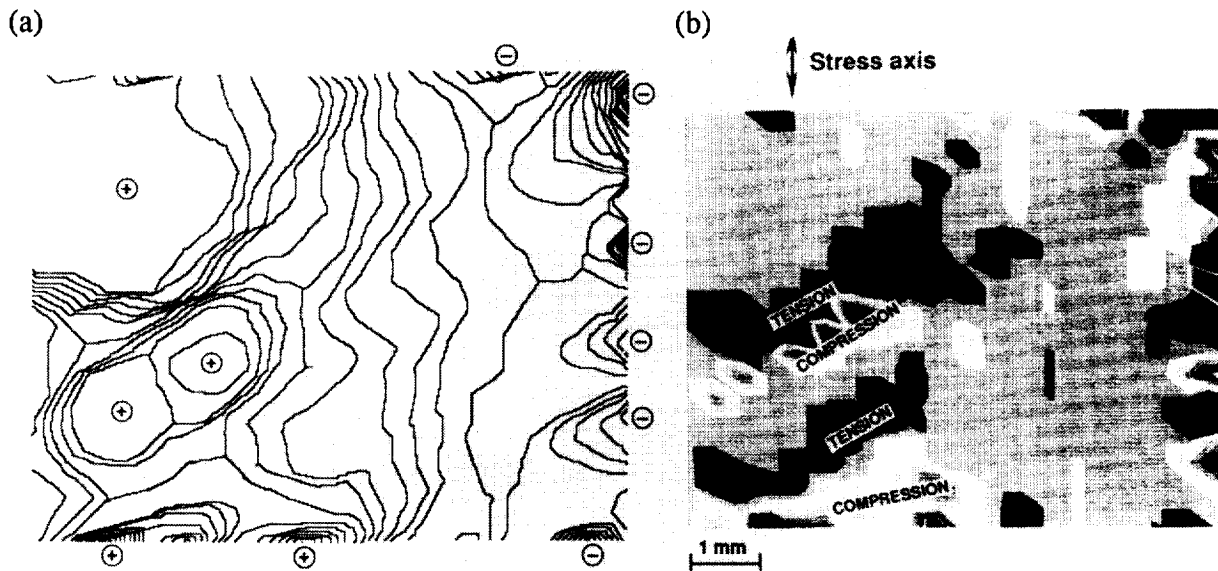 (a)
(b)
Stress axis
TENSION
COMPRESSION
TENSION
COMPRESSION
1 mm